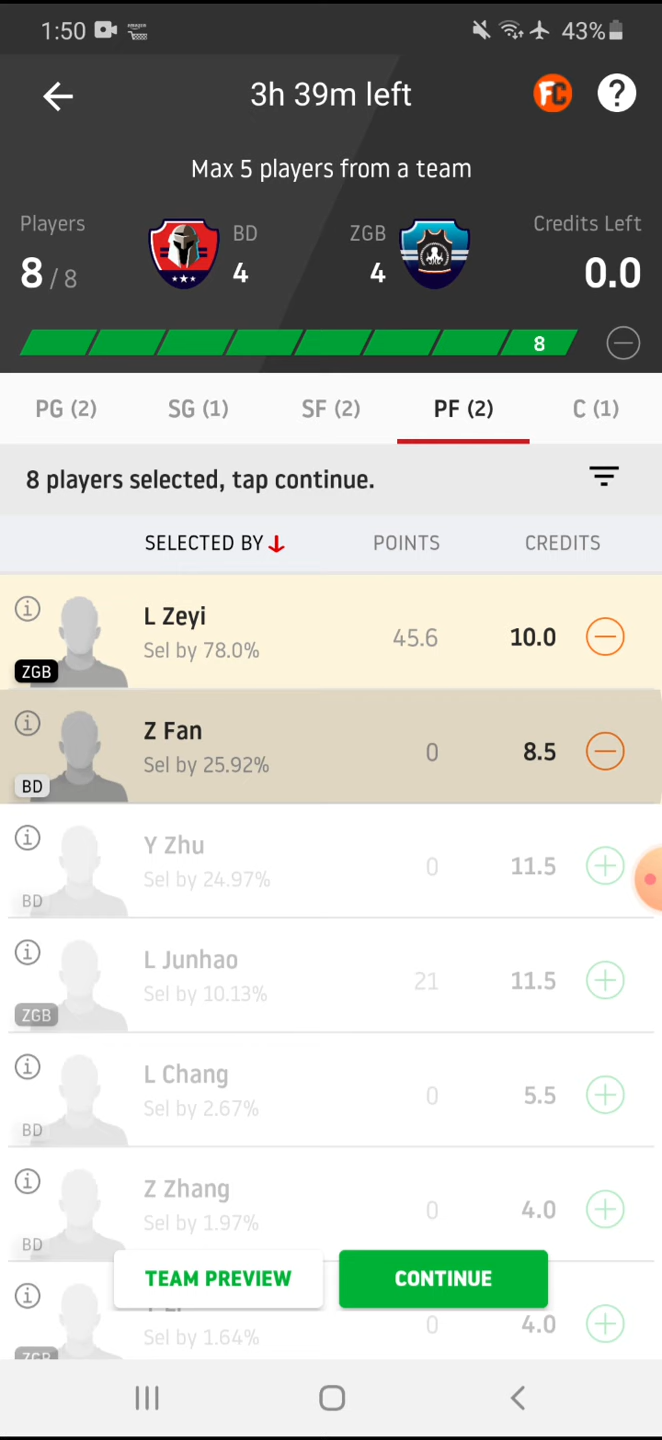 1:50 43%
3h 39m left FC ?
Max 5 players from a team
Players BD ZGB Credits Left
8 / 8 4 4 0.0
8
PG (2) SG (1) SF (2) PF (2) C (1)
8 players selected, tap continue.
SELECTED BY POINTS CREDITS
L Zeyi
Sel by 78.0% 45.6 10.0
ZGB
Z Fan
Sel by 25.92% 0 8.5
BD
Y Zhu
Sel by 24.97% 0 11.5
BD
L Junhao
Sel by 10.13% 21 11.5
ZGB
L Chang
Sel by 2.67% 0 5.5
BD
Z Zhang
Sel by 1.97% 0 4.0
BD
TEAM PREVIEW CONTINUE
Sel by 1.64% 0 4.0
ZGB